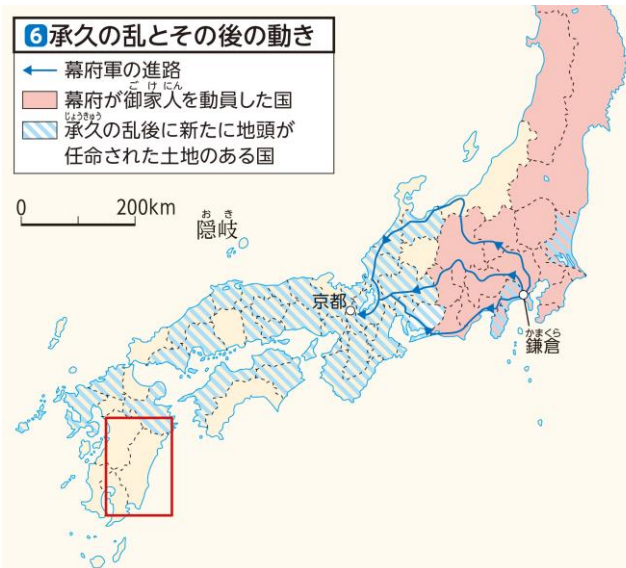 6 承久の乱とその後の動き
幕府軍の進路
ごけにん
幕府が御家人を動員した国
じょうきゅう
承久の乱後に新たに地頭が
任命された土地のある国
0 200km
おき
隠岐
京都
かまくら
鎌倉